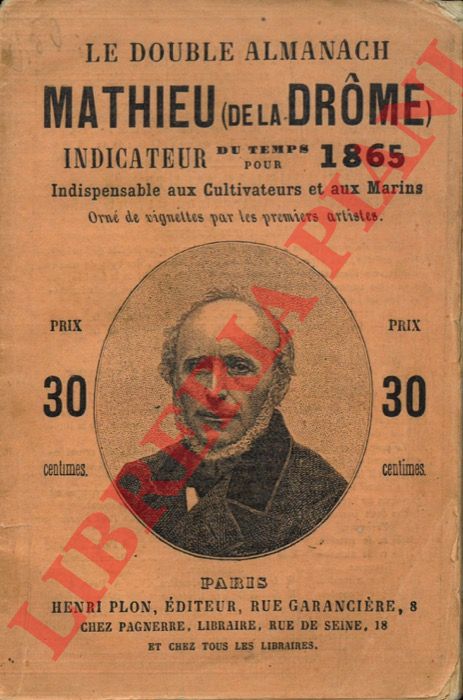 LE DOUBLE ALMANACH
MATHIEU (DE LA DRÔME)
INDICATEUR DU TEMPS POUR 1865
Indispensable aux Cultivateurs et aux Marins
Orné de vignettes par les premiers artistes.
PRIX
30
centimes.
PRIX
30
centimes.
LIBRERIA PIANI
PARIS
HENRI PLON, ÉDITEUR, RUE GARANCIÈRE, 8
CHEZ PAGNERRE, LIBRAIRE, RUE DE SEINE, 18
ET CHEZ TOUS LES LIBRAIRES.